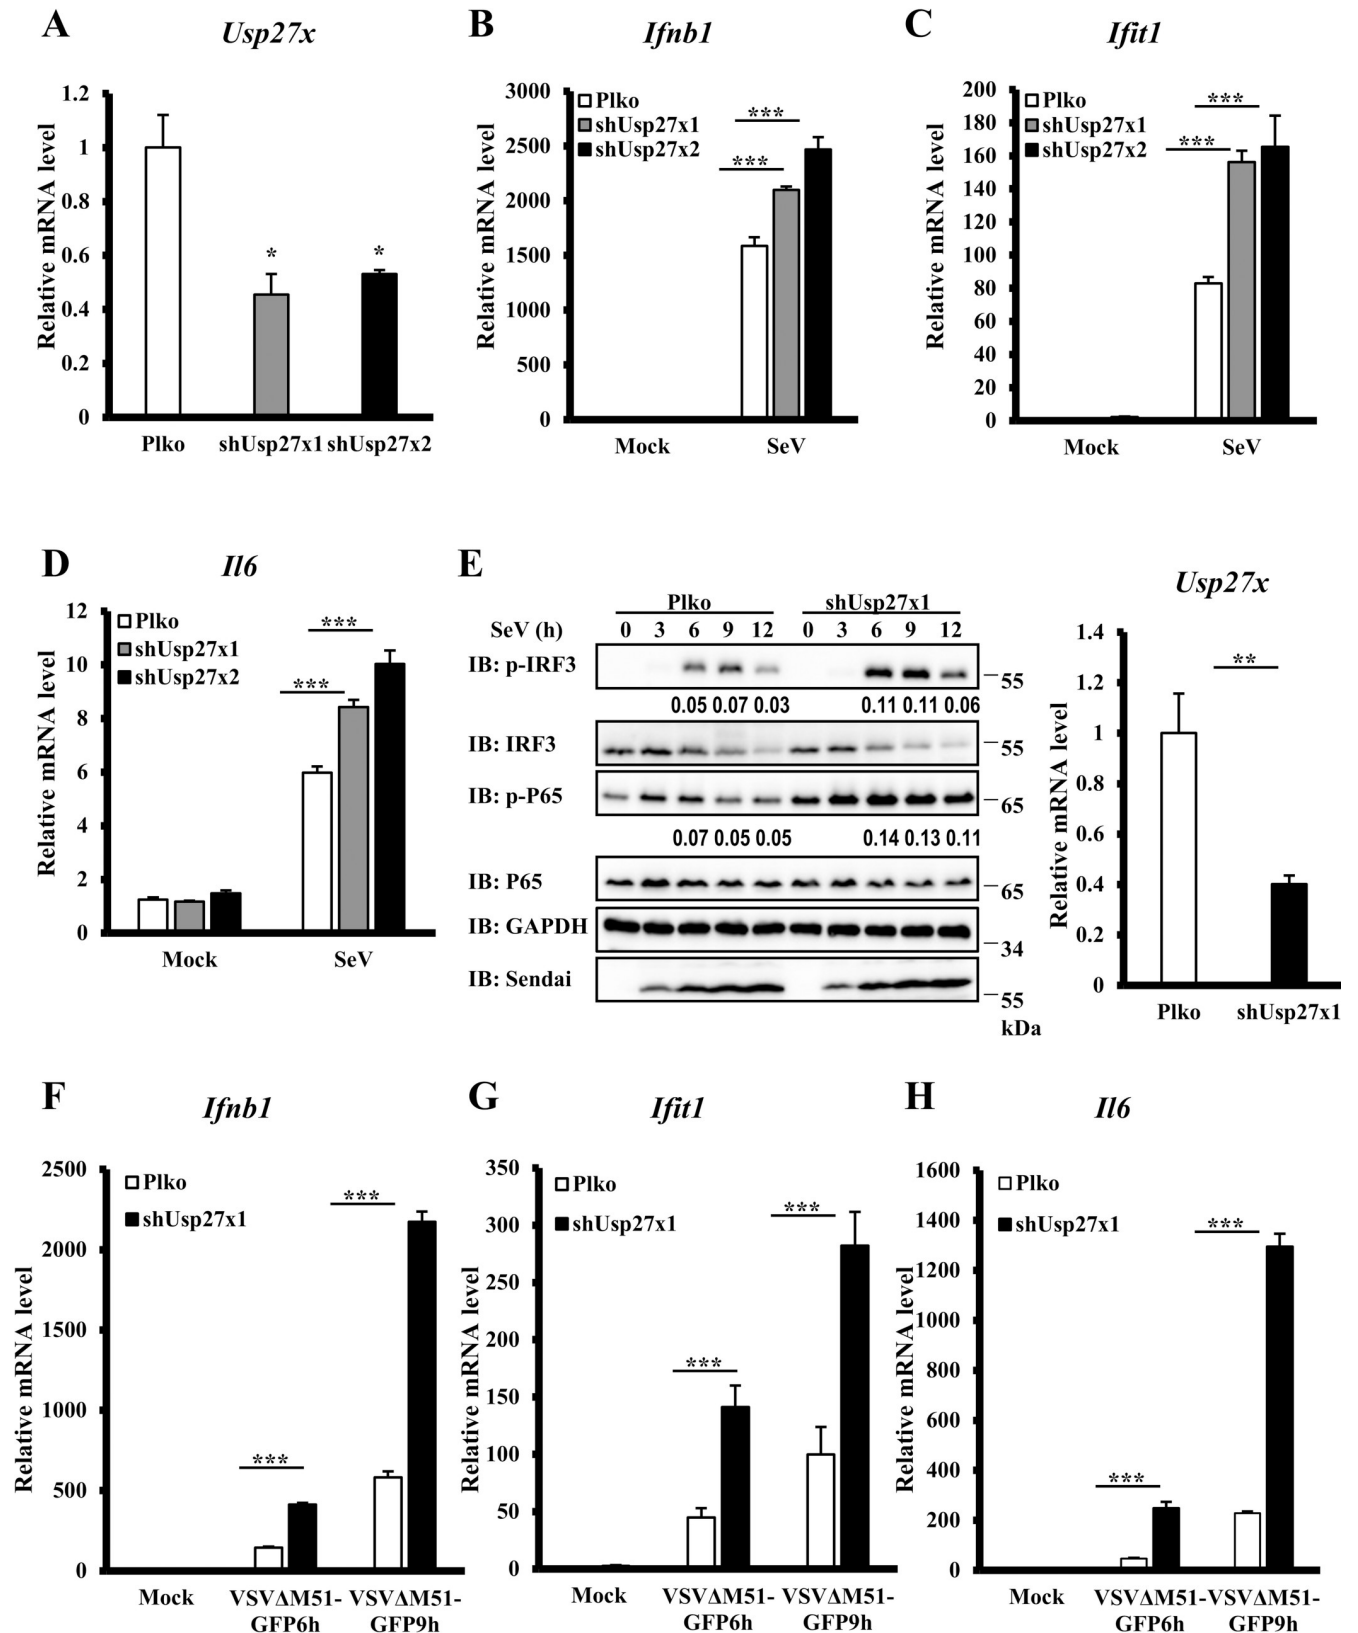 A
Usp27x
Relative mRNA level
1.2
1
0.8
0.6
0.4
0.2
0
*
*
Plko
shUsp27x1
shUsp27x2
B
Ifnb1
Relative mRNA level
3000
2500
2000
1500
1000
500
0
Plko
shUsp27x1
shUsp27x2
***
***
Mock
SeV
C
Ifit1
Relative mRNA level
200
180
160
140
120
100
80
60
40
20
0
Plko
shUsp27x1
shUsp27x2
***
***
Mock
SeV
D
Il6
Relative mRNA level
12
10
8
6
4
2
0
Plko
shUsp27x1
shUsp27x2
***
***
Mock
SeV
E
Plko
shUsp27x1
SeV (h)
0 3 6 9 12 0 3 6 9 12
IB: p-IRF3
55
0.05 0.07 0.03 0.11 0.11 0.06
IB: IRF3
55
IB: p-P65
65
0.07 0.05 0.05 0.14 0.13 0.11
IB: P65
65
IB: GAPDH
34
IB: Sendai
55
kDa
Usp27x
Relative mRNA level
1.4
1.2
1
0.8
0.6
0.4
0.2
0
**
Plko
shUsp27x1
F
Ifnb1
Relative mRNA level
2500
2000
1500
1000
500
0
Plko
shUsp27x1
***
***
Mock
VSVΔM51-
GFP6h
VSVΔM51-
GFP9h
G
Ifit1
Relative mRNA level
350
300
250
200
150
100
50
0
Plko
shUsp27x1
***
***
Mock
VSVΔM51-
GFP6h
VSVΔM51-
GFP9h
H
Il6
Relative mRNA level
1600
1400
1200
1000
800
600
400
200
0
Plko
shUsp27x1
***
***
Mock
VSVΔM51-
GFP6h
VSVΔM51-
GFP9h